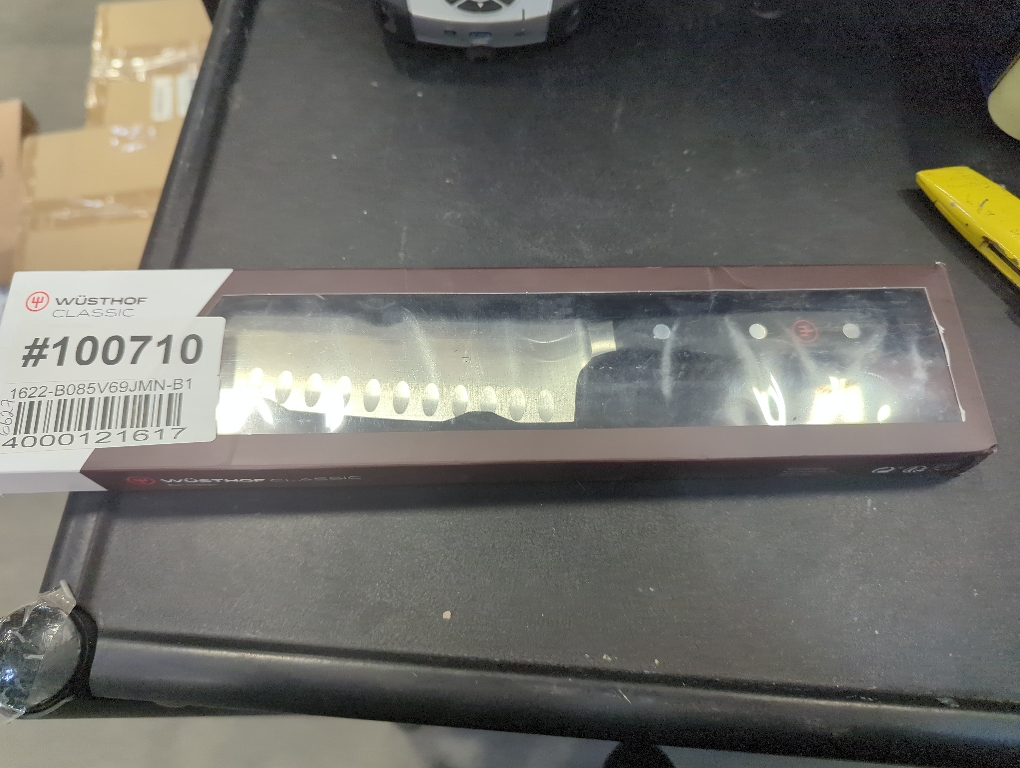 WÜSTHOF
CLASSIC
#100710
1622-B085V69JMN-B1
4000121617
WÜSTHOF CLASSIC